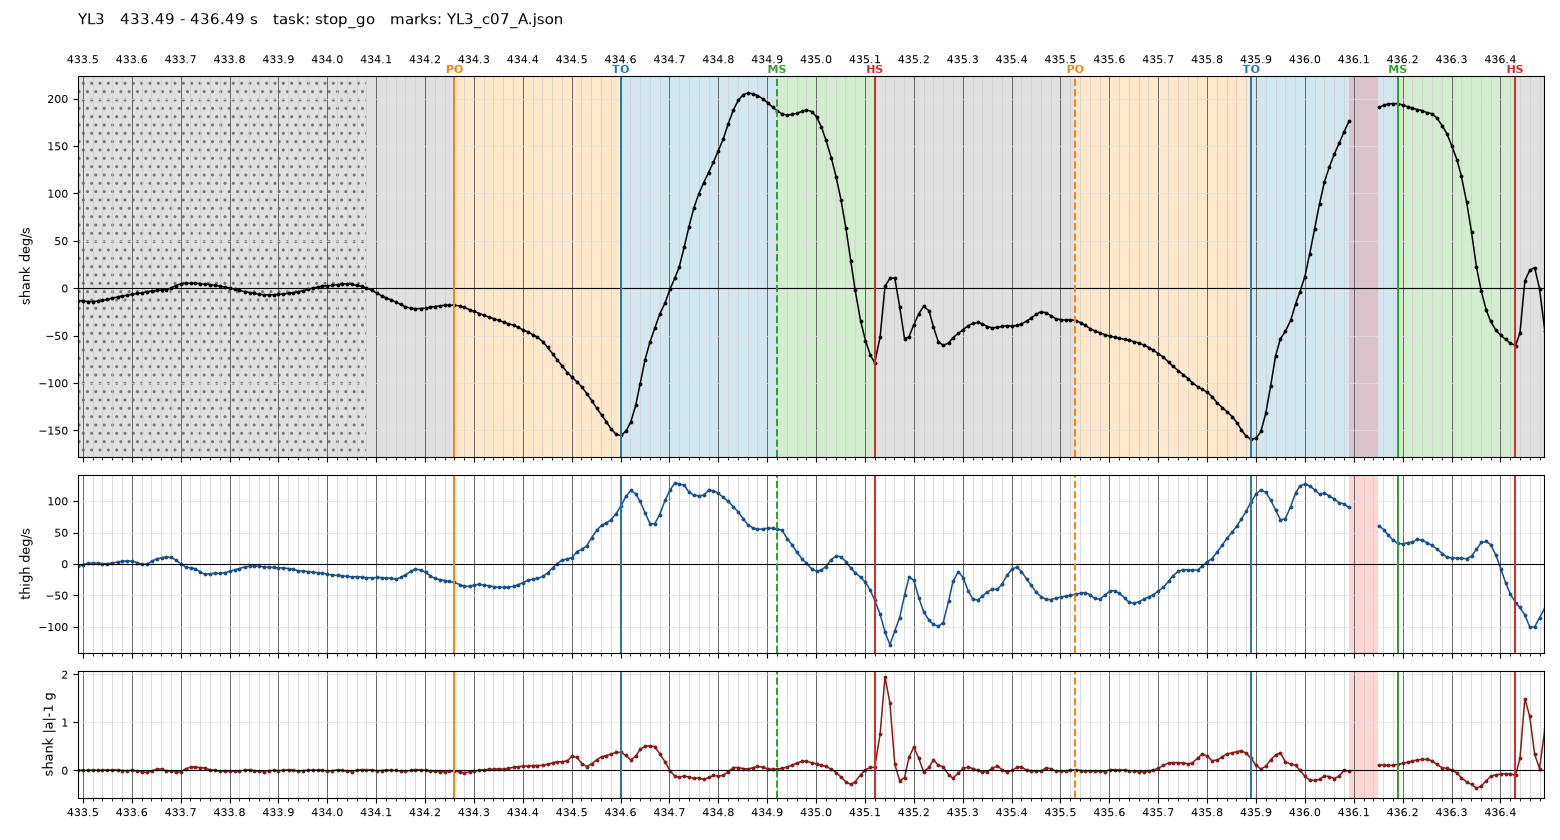 YL3   433.49 - 436.49 s   task: stop_go   marks: YL3_c07_A.json
433.5 433.6 433.7 433.8 433.9 434.0 434.1 434.2 434.3 434.4 434.5 434.6 434.7 434.8 434.9 435.0 435.1 435.2 435.3 435.4 435.5 435.6 435.7 435.8 435.9 436.0 436.1 436.2 436.3 436.4
PO TO MS HS PO TO MS HS
shank deg/s
200
150
100
50
0
−50
−100
−150
thigh deg/s
100
50
0
−50
−100
shank |a|-1 g
2
1
0
433.5 433.6 433.7 433.8 433.9 434.0 434.1 434.2 434.3 434.4 434.5 434.6 434.7 434.8 434.9 435.0 435.1 435.2 435.3 435.4 435.5 435.6 435.7 435.8 435.9 436.0 436.1 436.2 436.3 436.4